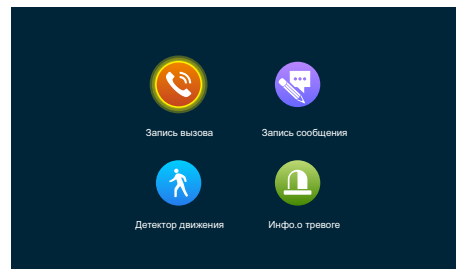 Запись вызова
Запись сообщения
Детектор движения
Инфо.о тревоге